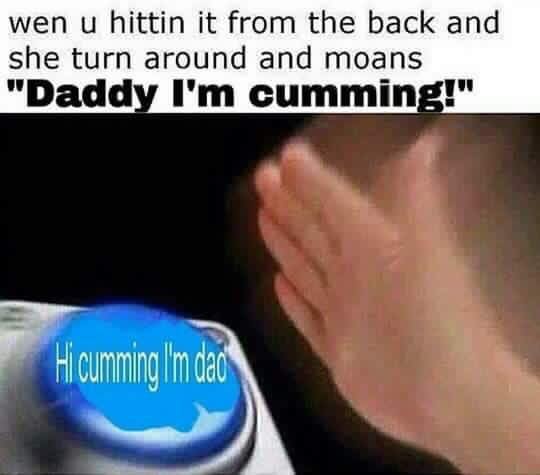 wen u hittin it from the back and
she turn around and moans
"Daddy I'm cumming!"
Hi cumming I'm dad